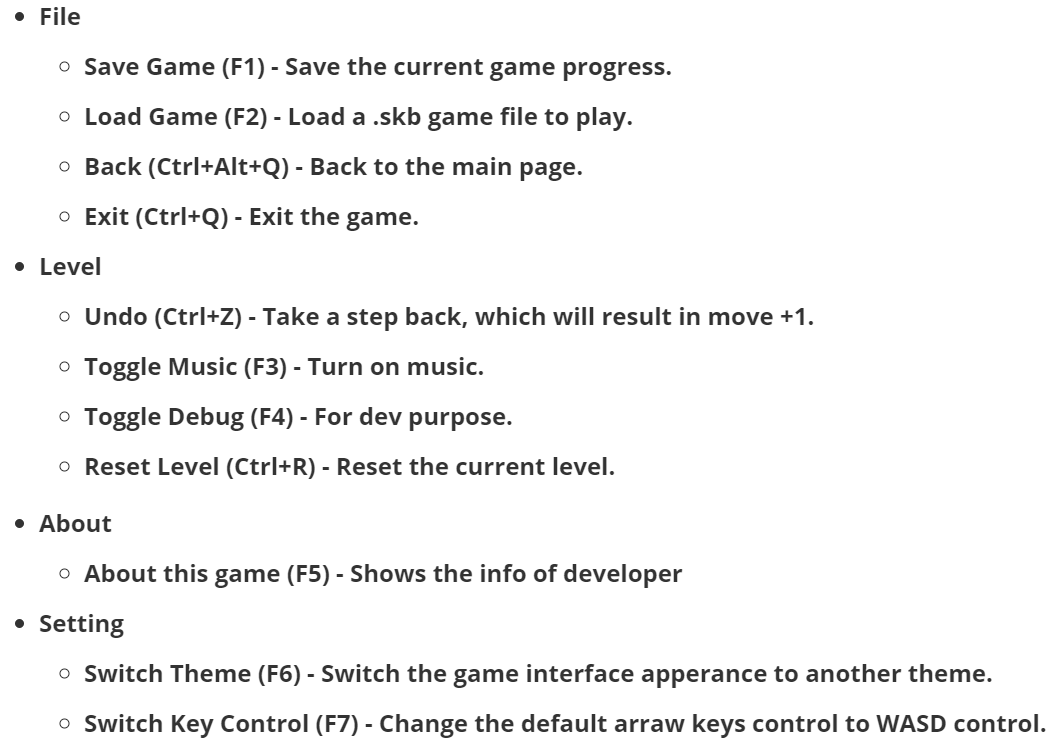 File
Save Game (F1) - Save the current game progress.
Load Game (F2) - Load a .skb game file to play.
Back (Ctrl+Alt+Q) - Back to the main page.
Exit (Ctrl+Q) - Exit the game.
Level
Undo (Ctrl+Z) - Take a step back, which will result in move +1.
Toggle Music (F3) - Turn on music.
Toggle Debug (F4) - For dev purpose.
Reset Level (Ctrl+R) - Reset the current level.
About
About this game (F5) - Shows the info of developer
Setting
Switch Theme (F6) - Switch the game interface apperance to another theme.
Switch Key Control (F7) - Change the default arraw keys control to WASD control.